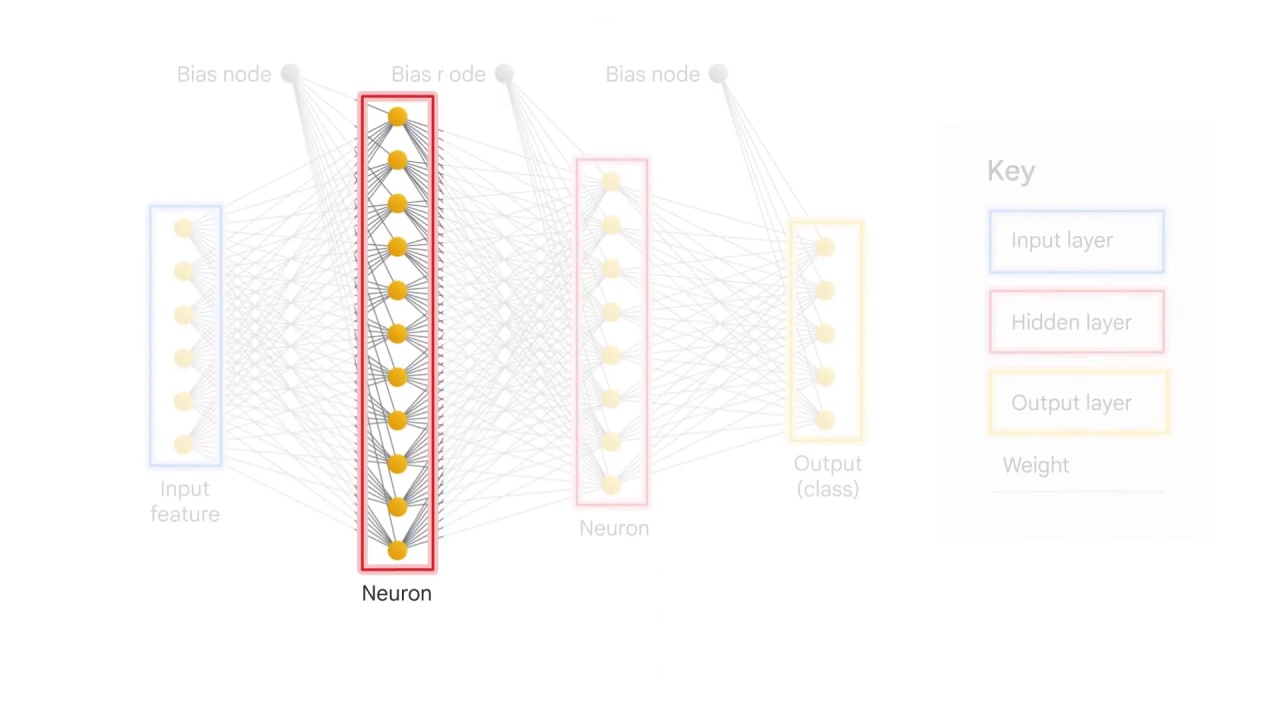 Bias node
Bias r ode
Bias node
Input
feature
Neuron
Neuron
Output
(class)
Key
Input layer
Hidden layer
Output layer
Weight